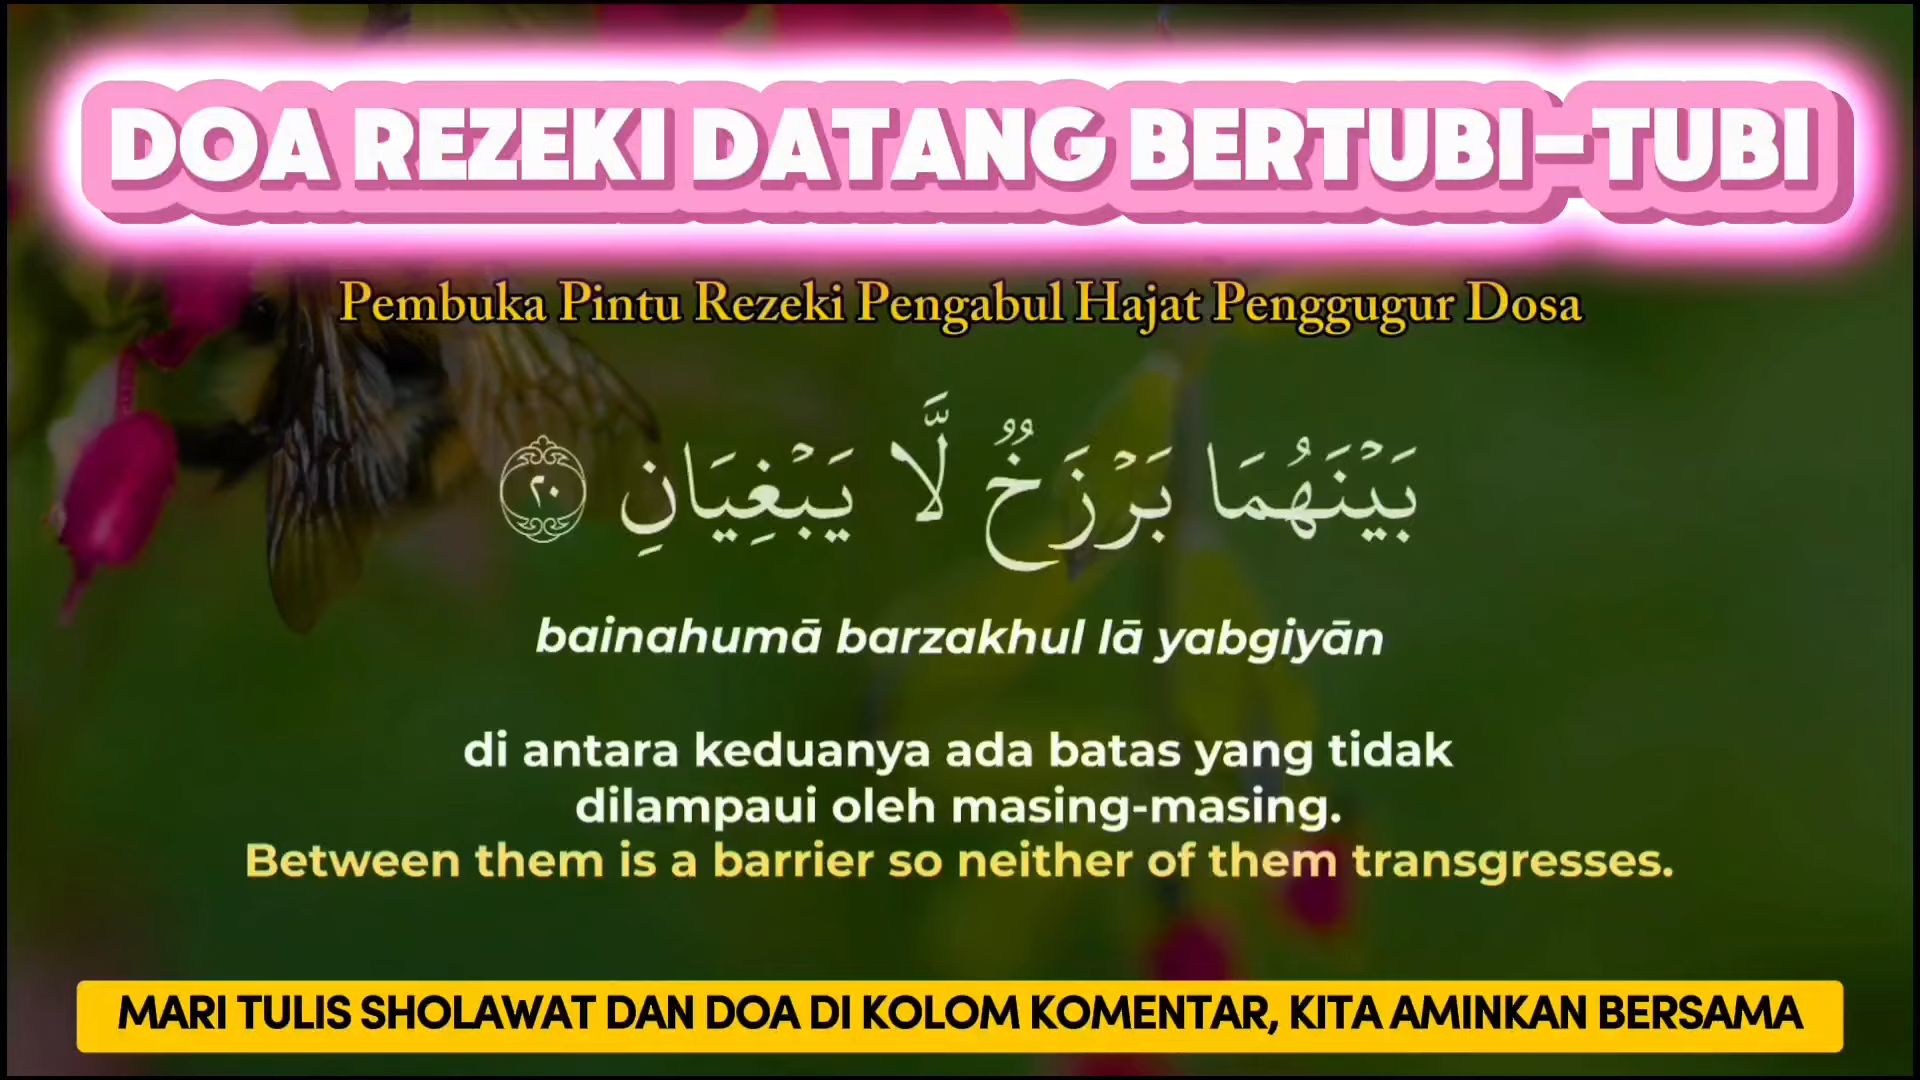 DOA REZEKI DATANG BERTUBI-TUBI
Pembuka Pintu Rezeki Pengabul Hajat Penggugur Dosa
بَيْنَهُمَا بَرْزَخٌ لَّا يَبْغِيَانِ ٢٠
bainahumā barzakhul lā yabgiyān
di antara keduanya ada batas yang tidak
dilampaui oleh masing-masing.
Between them is a barrier so neither of them transgresses.
MARI TULIS SHOLAWAT DAN DOA DI KOLOM KOMENTAR, KITA AMINKAN BERSAMA